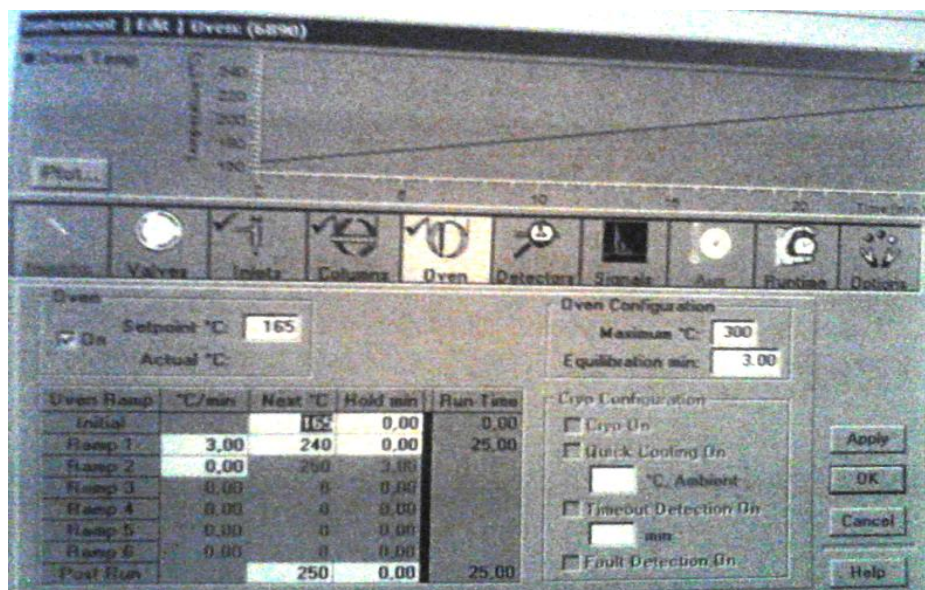 Instrument | Edit | Oven: (6890)
Oven Temp
240
220
200
180
160
Plot...
5
10
15
20
Time (min.)
Valves
Inlets
Columns
Oven
Detectors
Signals
Aux
Runtime
Options
Oven
On
Setpoint °C: 165
Actual °C:
Oven Configuration
Maximum °C: 300
Equilibration min: 3.00
Oven Ramp °C/min Next °C Hold min Run Time
Initial 165 0,00 0,00
Ramp 1 3,00 240 0,00 25,00
Ramp 2 0,00 260 3,00
Ramp 3 0,00 0 0,00
Ramp 4 0,00 0 0,00
Ramp 5 0,00 0 0,00
Ramp 6 0,00 0 0,00
Post Run 250 0,00 25,00
Cryo Configuration
Cryo On
Quick Cooling On
°C, Ambient
Timeout Detection On
min
Fault Detection On
Apply
OK
Cancel
Help